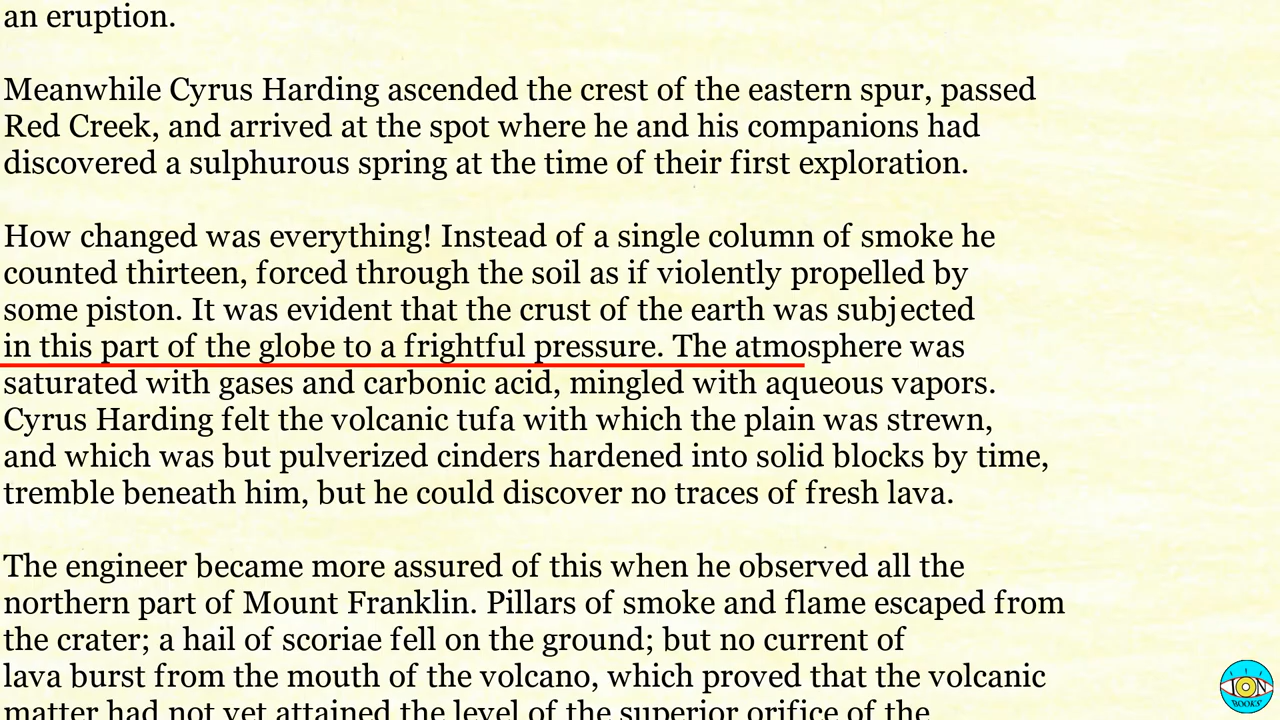 an eruption.
Meanwhile Cyrus Harding ascended the crest of the eastern spur, passed
Red Creek, and arrived at the spot where he and his companions had
discovered a sulphurous spring at the time of their first exploration.
How changed was everything! Instead of a single column of smoke he
counted thirteen, forced through the soil as if violently propelled by
some piston. It was evident that the crust of the earth was subjected
in this part of the globe to a frightful pressure. The atmosphere was
saturated with gases and carbonic acid, mingled with aqueous vapors.
Cyrus Harding felt the volcanic tufa with which the plain was strewn,
and which was but pulverized cinders hardened into solid blocks by time,
tremble beneath him, but he could discover no traces of fresh lava.
The engineer became more assured of this when he observed all the
northern part of Mount Franklin. Pillars of smoke and flame escaped from
the crater; a hail of scoriae fell on the ground; but no current of
lava burst from the mouth of the volcano, which proved that the volcanic
matter had not yet attained the level of the superior orifice of the
ION
BOOKS